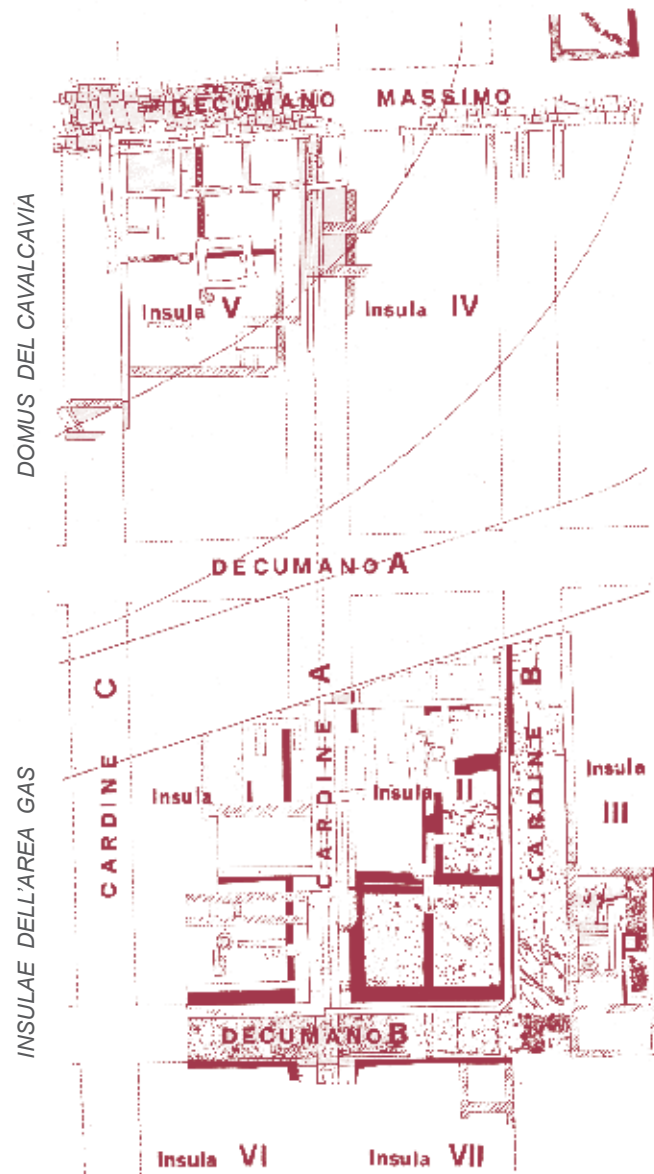 DECUMANO MASSIMO
DOMUS DEL CAVALCAVIA
Insula V
Insula IV
DECUMANO A
CARDINE C
CARDINE A
CARDINE B
INSULAE DELL'AREA GAS
Insula
Insula II
Insula III
DECUMANO B
Insula VI
Insula VII